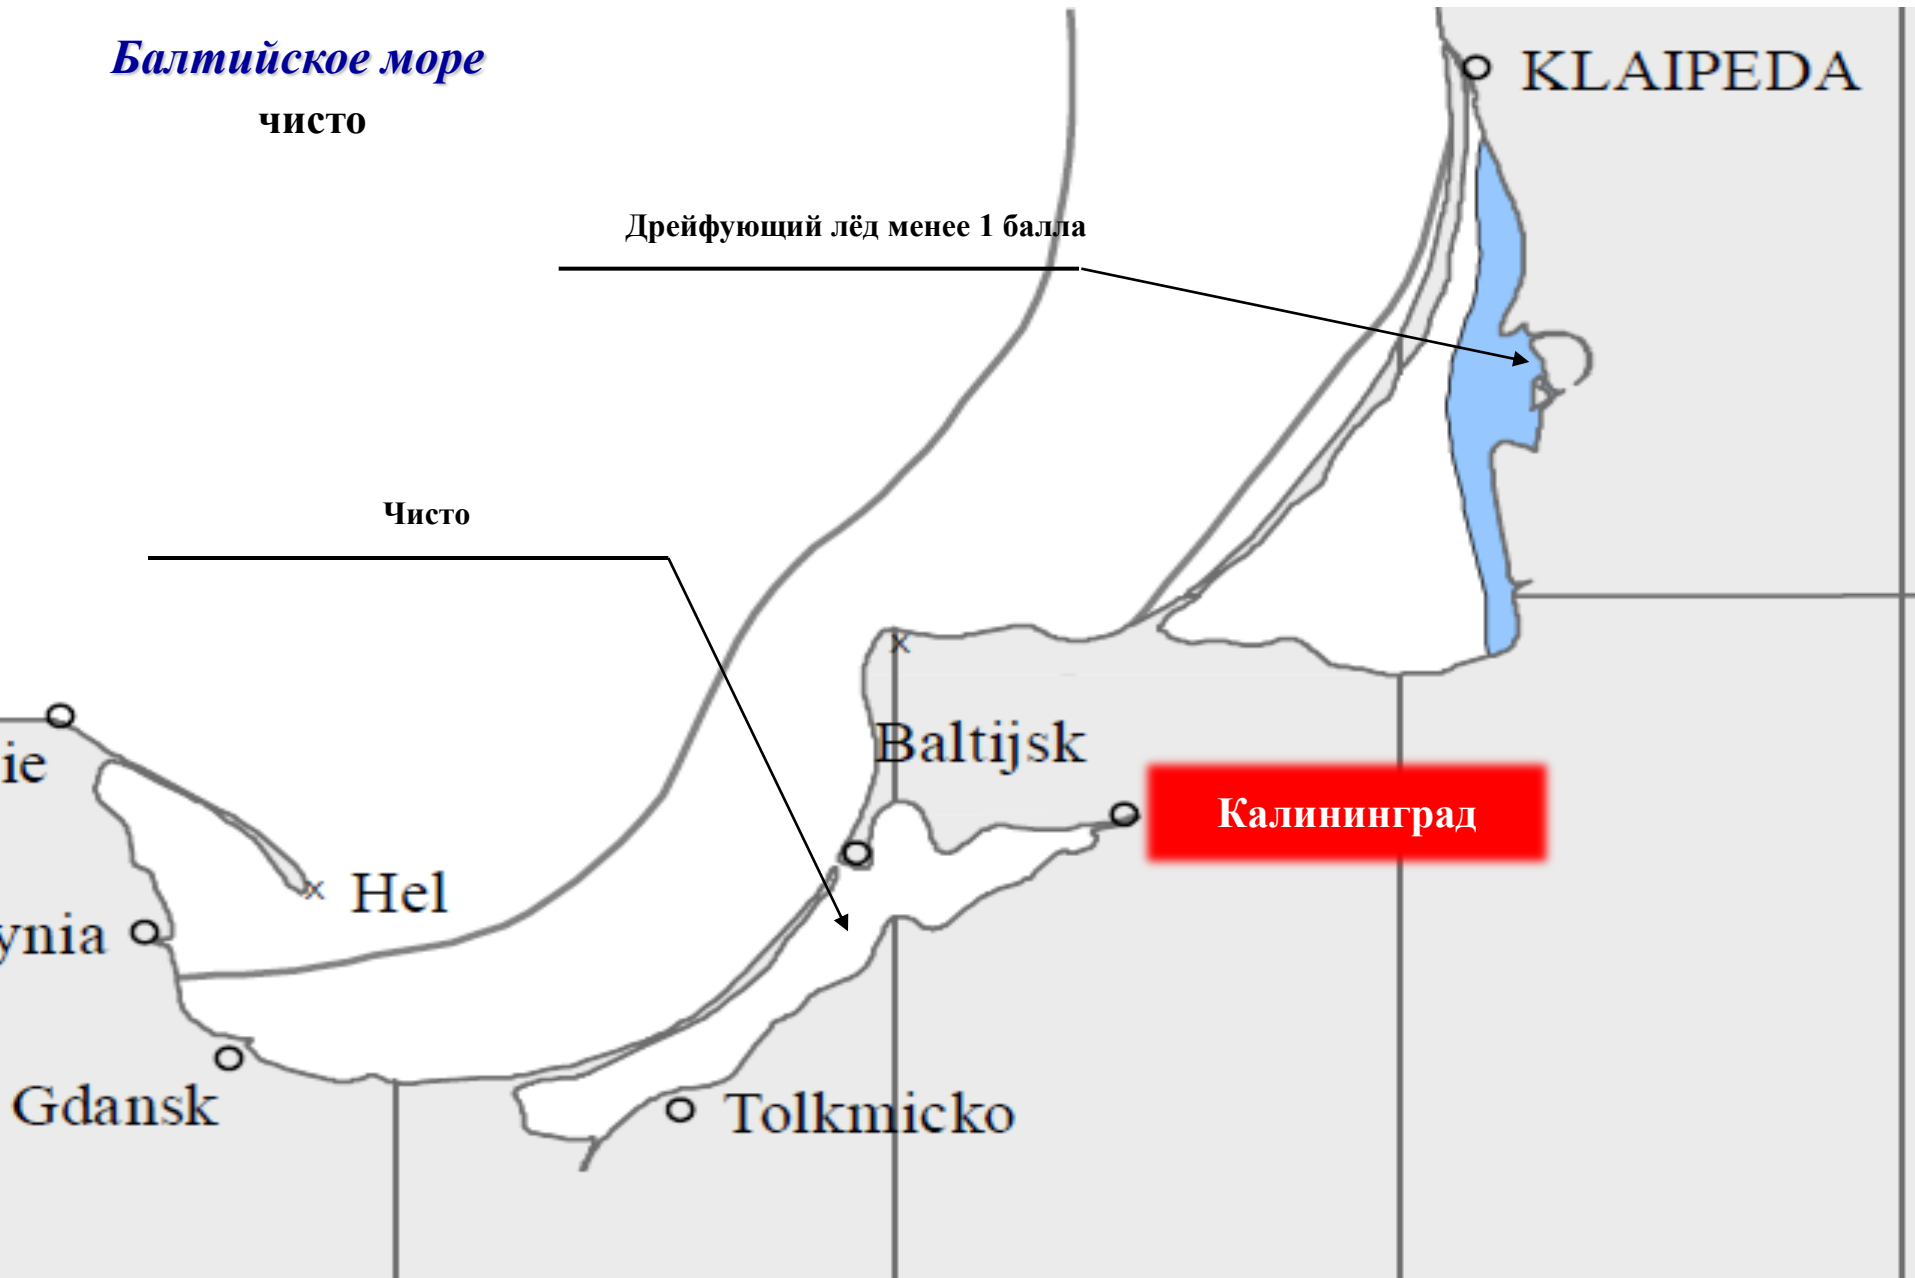 Балтийское море
чисто
KLAIPEDA
Дрейфующий лёд менее 1 балла
Чисто
Baltijsk
ie
Калининград
Hel
ynia
Gdansk
Tolkmicko